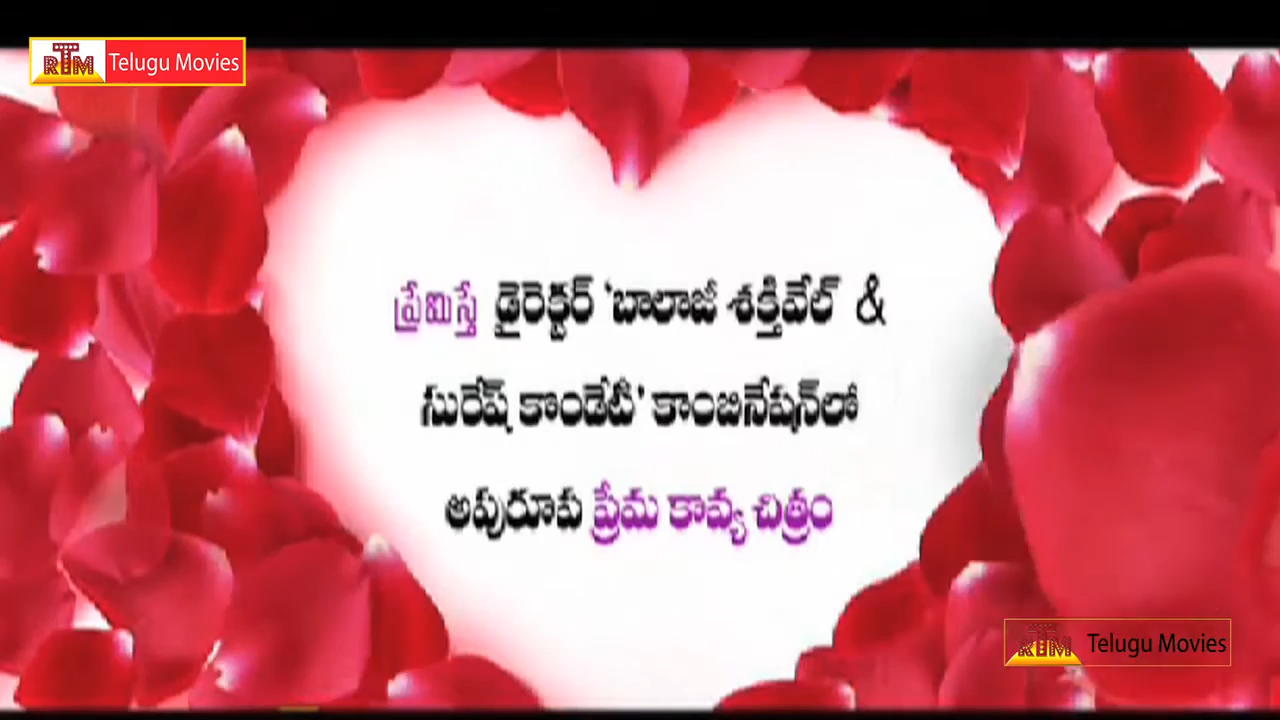 RTM Telugu Movies
ప్రేమిస్తే డైరెక్టర్ 'బాలాజీ శక్తివేల్ &
సురేష్ కొండేటి' కాంబినేషన్‌లో
అపురూప ప్రేమ కావ్య చిత్రం
RTM Telugu Movies